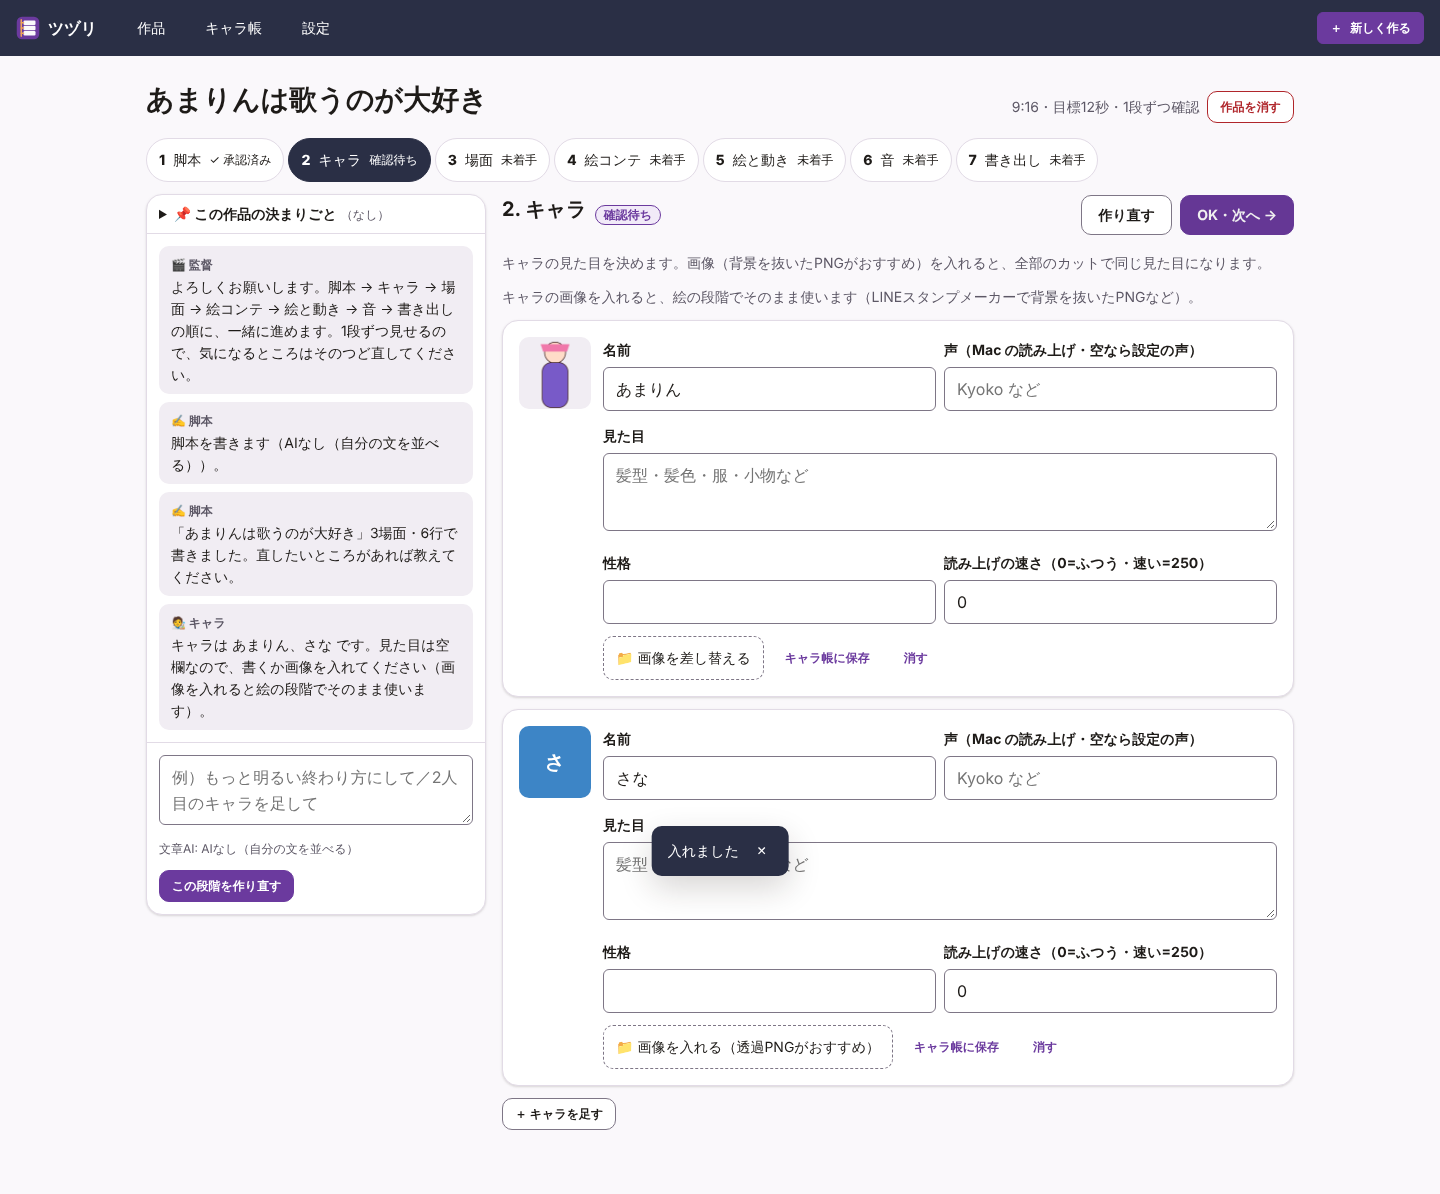 ツヅリ
作品
キャラ帳
設定
＋ 新しく作る
あまりんは歌うのが大好き
9:16・目標12秒・1段ずつ確認
作品を消す
1 脚本 ✓ 承認済み
2 キャラ 確認待ち
3 場面 未着手
4 絵コンテ 未着手
5 絵と動き 未着手
6 音 未着手
7 書き出し 未着手
▶ 📌 この作品の決まりごと （なし）
🎬 監督
よろしくお願いします。脚本 → キャラ → 場
面 → 絵コンテ → 絵と動き → 音 → 書き出し
の順に、一緒に進めます。1段ずつ見せるの
で、気になるところはそのつど直してくださ
い。
✍️ 脚本
脚本を書きます（AIなし（自分の文を並べ
る））。
✍️ 脚本
「あまりんは歌うのが大好き」3場面・6行で
書きました。直したいところがあれば教えて
ください。
🧑‍🎨 キャラ
キャラは あまりん、さな です。見た目は空
欄なので、書くか画像を入れてください（画
像を入れると絵の段階でそのまま使いま
す）。
例）もっと明るい終わり方にして／2人
目のキャラを足して
文章AI: AIなし（自分の文を並べる）
この段階を作り直す
2. キャラ 確認待ち
作り直す
OK・次へ →
キャラの見た目を決めます。画像（背景を抜いたPNGがおすすめ）を入れると、全部のカットで同じ見た目になります。
キャラの画像を入れると、絵の段階でそのまま使います（LINEスタンプメーカーで背景を抜いたPNGなど）。
名前
声（Mac の読み上げ・空なら設定の声）
あまりん
Kyoko など
見た目
髪型・髪色・服・小物など
性格
読み上げの速さ（0=ふつう・速い=250）
0
📁 画像を差し替える
キャラ帳に保存
消す
さ
名前
声（Mac の読み上げ・空なら設定の声）
さな
Kyoko など
見た目
入れました ×
髪型 ど
性格
読み上げの速さ（0=ふつう・速い=250）
0
📁 画像を入れる（透過PNGがおすすめ）
キャラ帳に保存
消す
＋ キャラを足す